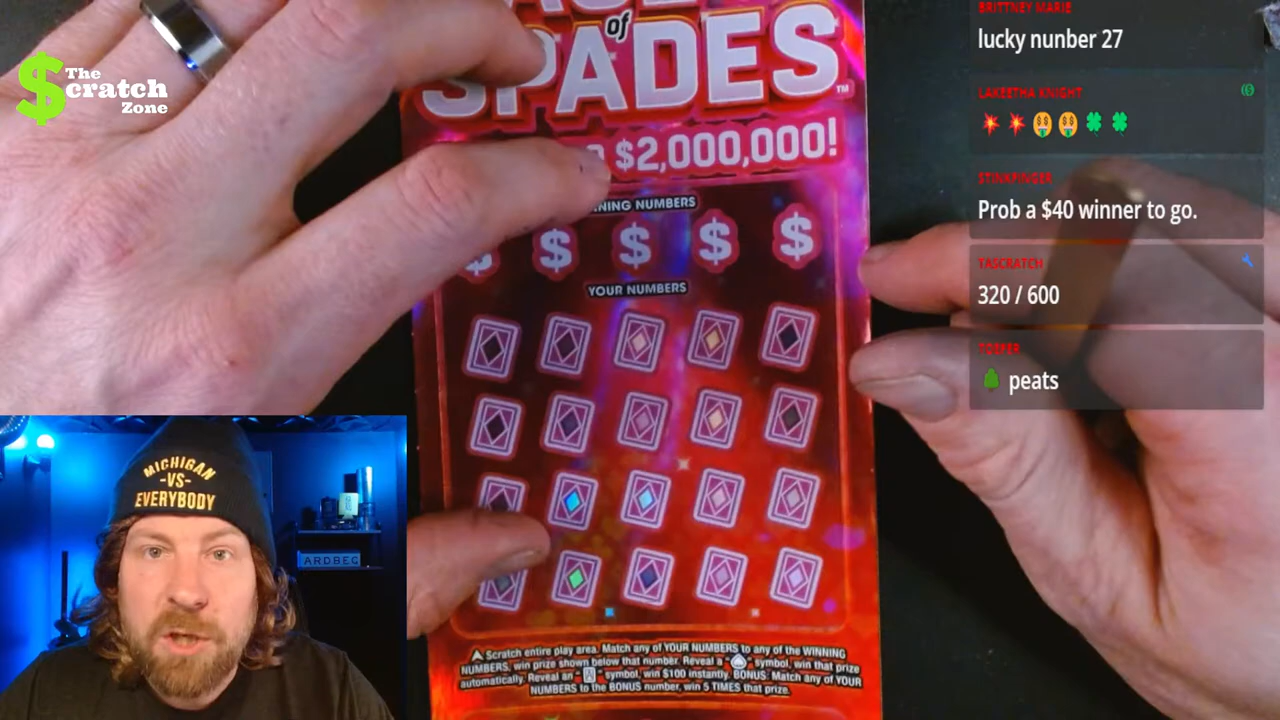 The
$cratch
Zone
of
SPADES™
$2,000,000!
WINNING NUMBERS
$ $ $ $ $
YOUR NUMBERS
Scratch entire play area. Match any of YOUR NUMBERS to any of the WINNING
NUMBERS, win prize shown below that number. Reveal a "♠" symbol, win that prize
automatically. Reveal an "A" symbol, win $100 instantly. BONUS: Match any of YOUR
NUMBERS to the BONUS number, win 5 TIMES that prize.
BRITTNEY MARIE
lucky nunber 27
LAKEETHA KNIGHT
STINKPINGER
Prob a $40 winner to go.
TASCRATCH
320 / 600
TOEFER
peats
MICHIGAN
-VS-
EVERYBODY
ARDBEG